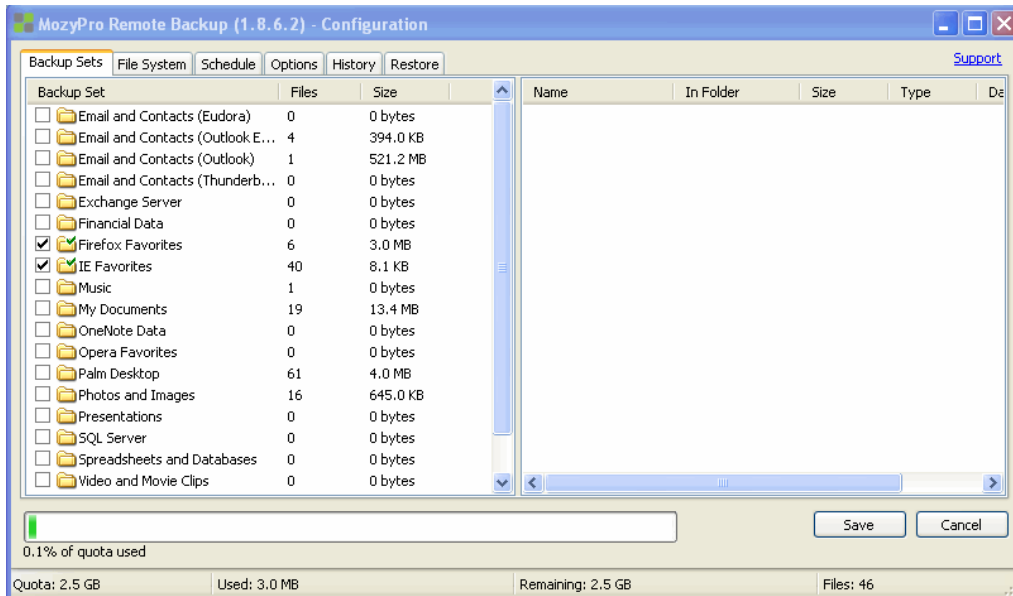 MozyPro Remote Backup (1.8.6.2) - Configuration
Backup Sets File System Schedule Options History Restore Support
Backup Set Files Size Name In Folder Size Type Da
Email and Contacts (Eudora) 0 0 bytes
Email and Contacts (Outlook E... 4 394.0 KB
Email and Contacts (Outlook) 1 521.2 MB
Email and Contacts (Thunderb... 0 0 bytes
Exchange Server 0 0 bytes
Financial Data 0 0 bytes
Firefox Favorites 6 3.0 MB
IE Favorites 40 8.1 KB
Music 1 0 bytes
My Documents 19 13.4 MB
OneNote Data 0 0 bytes
Opera Favorites 0 0 bytes
Palm Desktop 61 4.0 MB
Photos and Images 16 645.0 KB
Presentations 0 0 bytes
SQL Server 0 0 bytes
Spreadsheets and Databases 0 0 bytes
Video and Movie Clips 0 0 bytes
Save Cancel
0.1% of quota used
Quota: 2.5 GB Used: 3.0 MB Remaining: 2.5 GB Files: 46